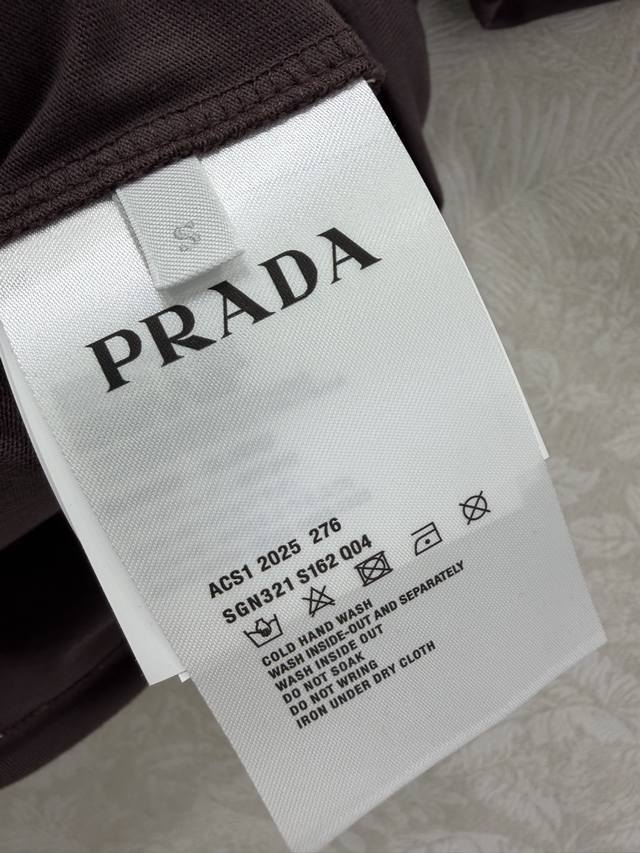 S
PRADA
ACS1 2025 276
SGN321 S162 Q04
COLD HAND WASH
WASH INSIDE-OUT AND SEPARATELY
WASH INSIDE OUT
DO NOT SOAK
DO NOT WRING
IRON UNDER DRY CLOTH